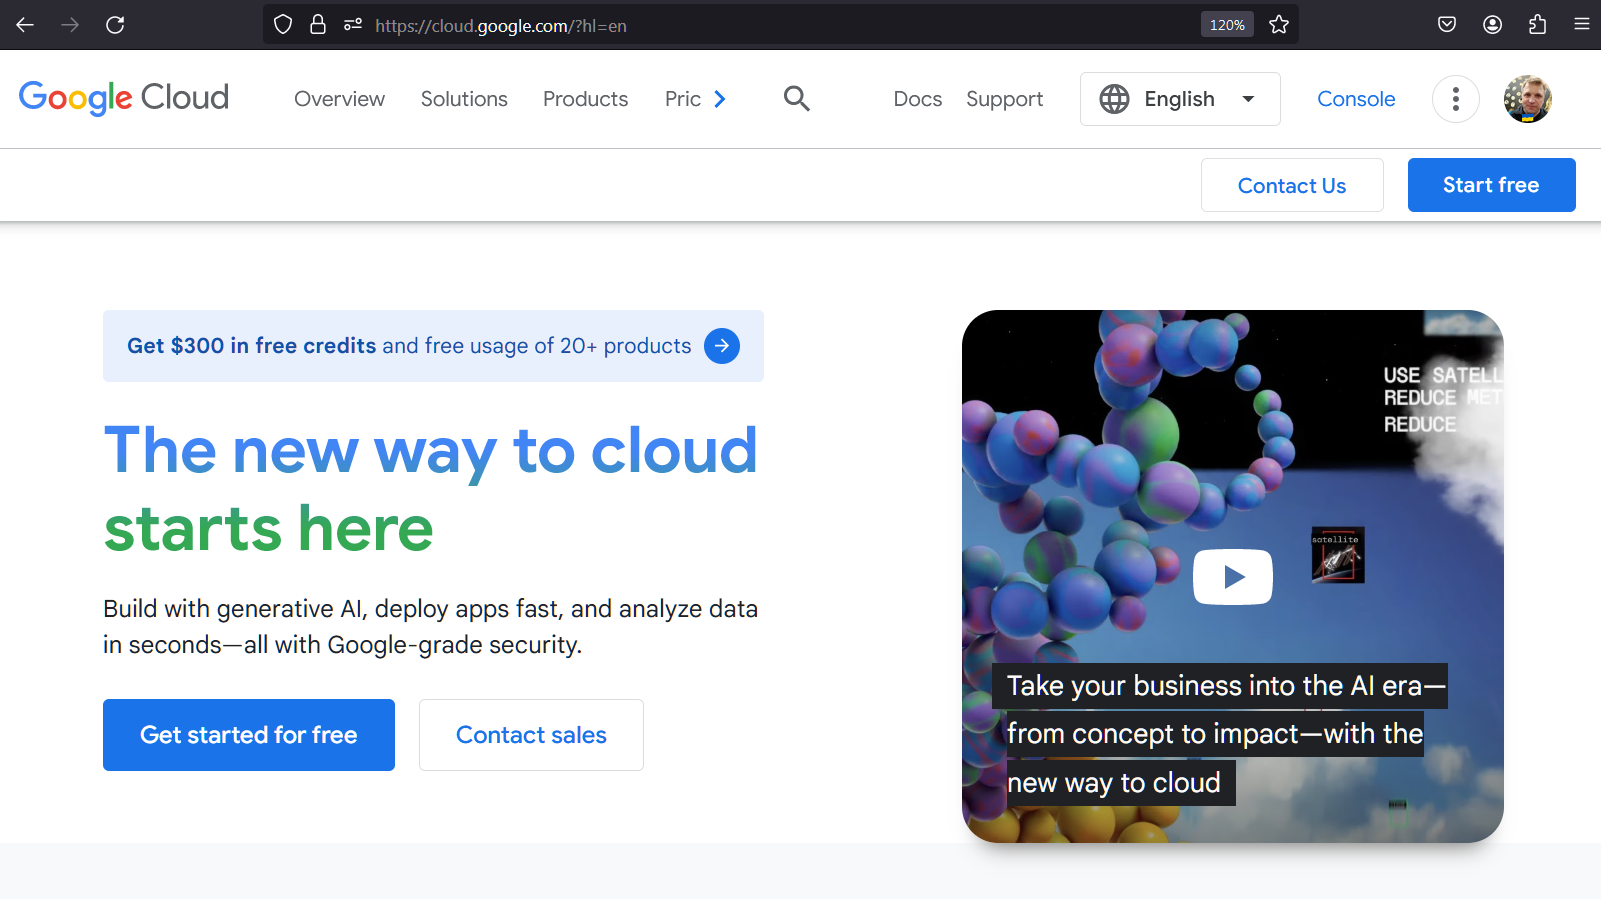 https://cloud.google.com/?hl=en
120%
Google Cloud
Overview
Solutions
Products
Pric
Docs
Support
English
Console
Contact Us
Start free
Get $300 in free credits and free usage of 20+ products
The new way to cloud
starts here
Build with generative AI, deploy apps fast, and analyze data
in seconds—all with Google-grade security.
Get started for free
Contact sales
USE SATELL
REDUCE MET
REDUCE
satellite
Take your business into the AI era—
from concept to impact—with the
new way to cloud